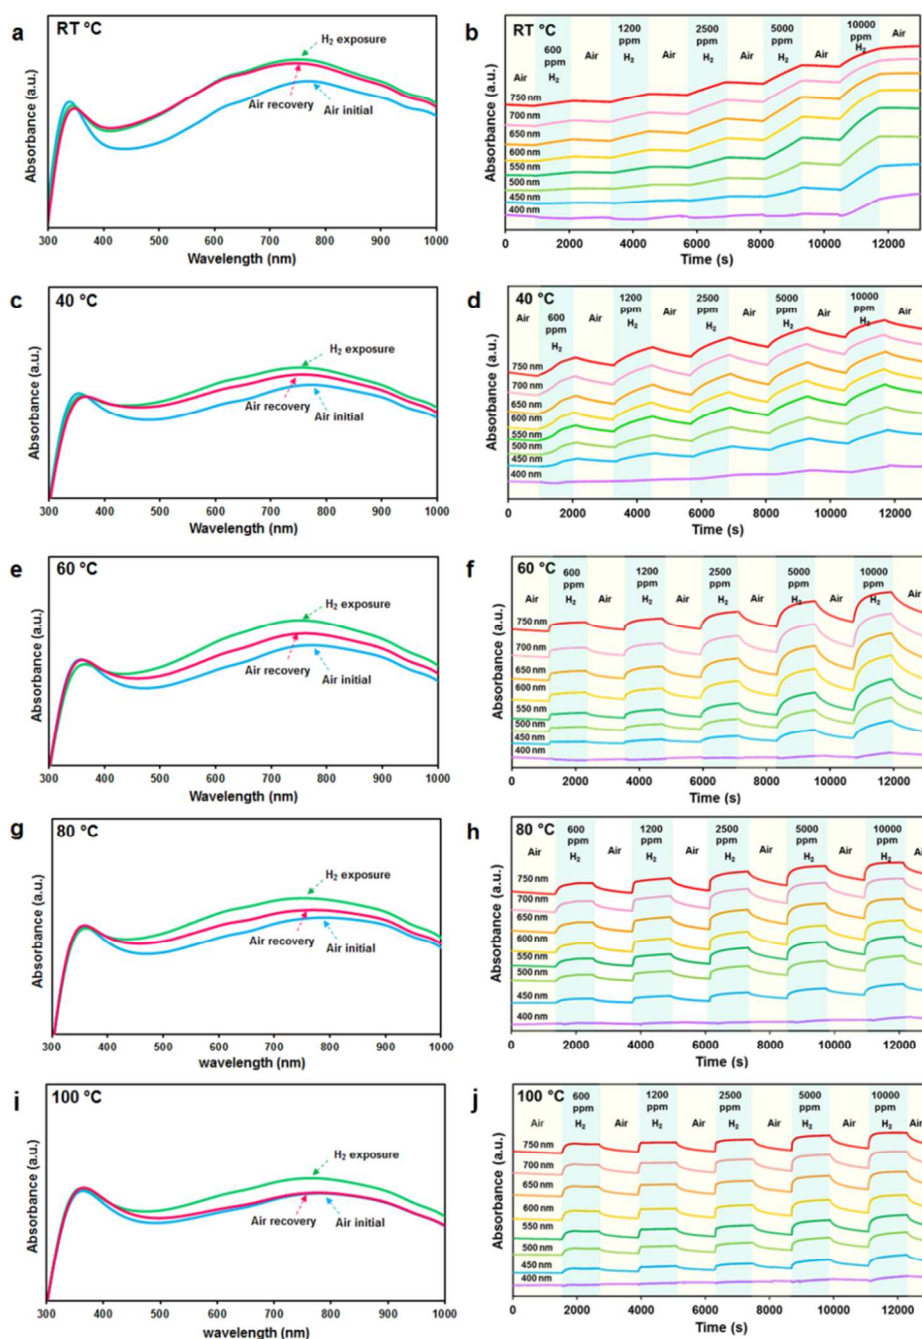 a RT °C
H2 exposure
Air recovery
Air initial
Absorbance (a.u.)
300 400 500 600 700 800 900 1000
Wavelength (nm)
b RT °C
Air 600 ppm H2 Air 1200 ppm H2 Air 2500 ppm H2 Air 5000 ppm H2 Air 10000 ppm H2 Air
750 nm
700 nm
650 nm
600 nm
550 nm
500 nm
450 nm
400 nm
Absorbance (a.u.)
0 2000 4000 6000 8000 10000 12000
Time (s)
c 40 °C
H2 exposure
Air recovery
Air initial
Absorbance (a.u.)
300 400 500 600 700 800 900 1000
Wavelength (nm)
d 40 °C
Air 600 ppm H2 Air 1200 ppm H2 Air 2500 ppm H2 Air 5000 ppm H2 Air 10000 ppm H2 Air
750 nm
700 nm
650 nm
600 nm
550 nm
500 nm
450 nm
400 nm
Absorbance (a.u.)
0 2000 4000 6000 8000 10000 12000
Time (s)
e 60 °C
H2 exposure
Air recovery
Air initial
Absorbance (a.u.)
300 400 500 600 700 800 900 1000
Wavelength (nm)
f 60 °C
Air 600 ppm H2 Air 1200 ppm H2 Air 2500 ppm H2 Air 5000 ppm H2 Air 10000 ppm H2 Air
750 nm
700 nm
650 nm
600 nm
550 nm
500 nm
450 nm
400 nm
Absorbance (a.u.)
0 2000 4000 6000 8000 10000 12000
Time (s)
g 80 °C
H2 exposure
Air recovery
Air initial
Absorbance (a.u.)
300 400 500 600 700 800 900 1000
wavelength (nm)
h 80 °C
Air 600 ppm H2 Air 1200 ppm H2 Air 2500 ppm H2 Air 5000 ppm H2 Air 10000 ppm H2 Air
750 nm
700 nm
650 nm
600 nm
550 nm
500 nm
450 nm
400 nm
Absorbance (a.u.)
0 2000 4000 6000 8000 10000 12000
Time (s)
i 100 °C
H2 exposure
Air recovery
Air initial
Absorbance (a.u.)
300 400 500 600 700 800 900 1000
wavelength (nm)
j 100 °C
Air 600 ppm H2 Air 1200 ppm H2 Air 2500 ppm H2 Air 5000 ppm H2 Air 10000 ppm H2 Air
750 nm
700 nm
650 nm
600 nm
550 nm
500 nm
450 nm
400 nm
Absorbance (a.u.)
0 2000 4000 6000 8000 10000 12000
Time (s)